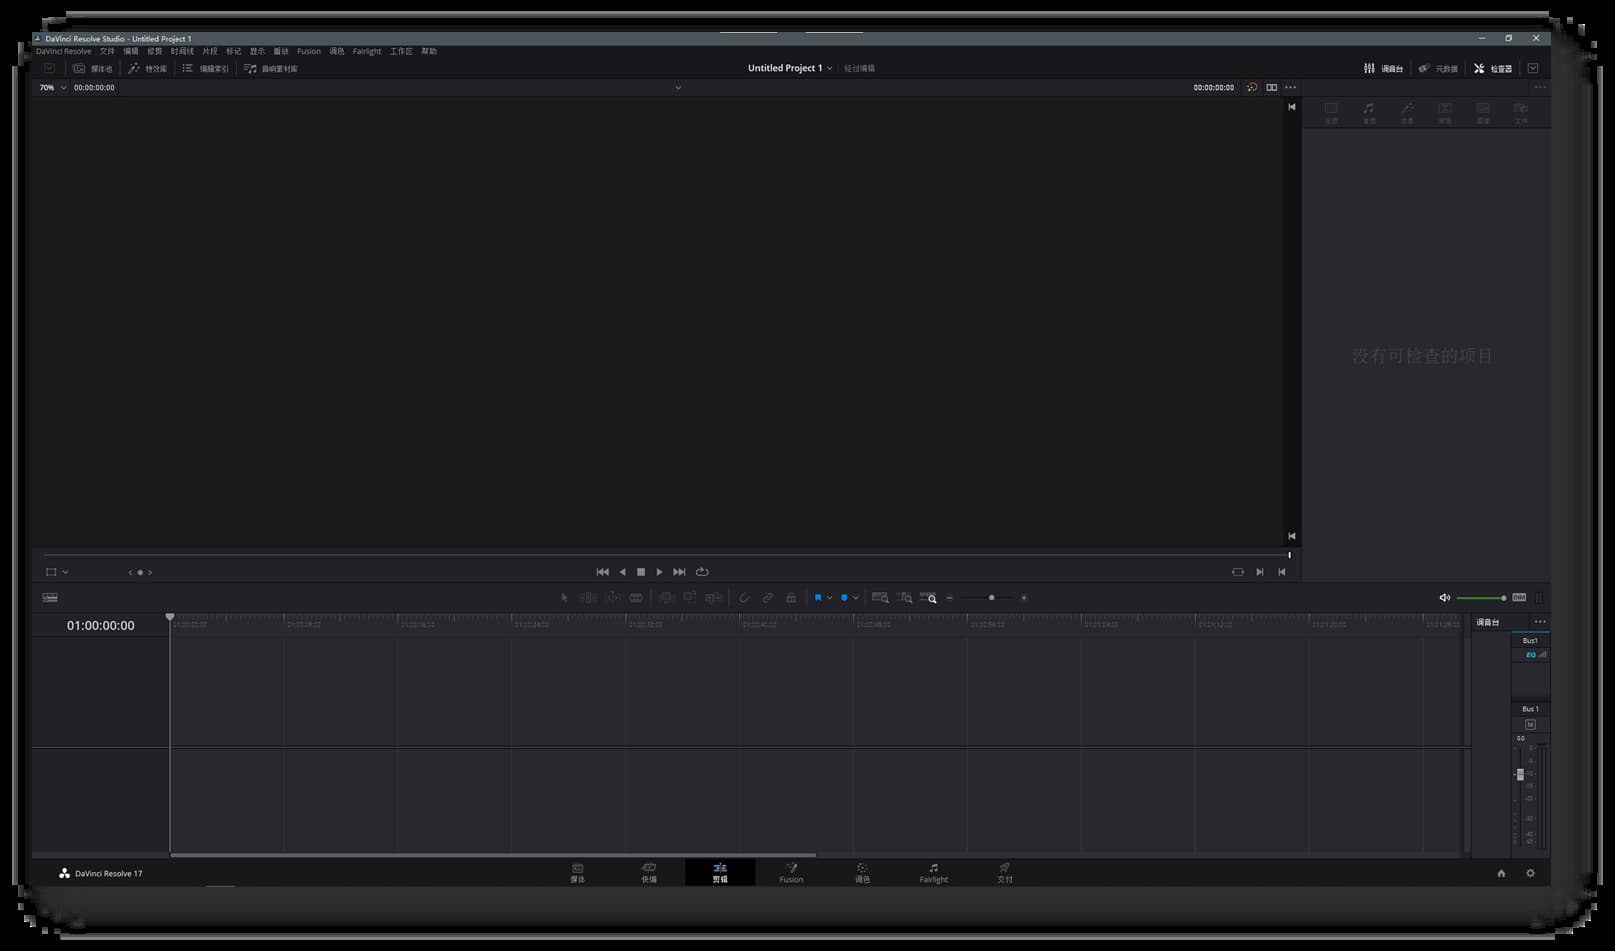 DaVinci Resolve Studio - Untitled Project 1
DaVinci Resolve 文件 编辑 修剪 时间线 片段 标记 显示 播放 Fusion 调色 Fairlight 工作区 帮助
媒体池 特效库 编辑索引 音响素材库 Untitled Project 1 经过编辑 调音台 元数据 检查器
70% 00:00:00:00 00:00:00:00
没有可检查的项目
DIM
01:00:00:00
调音台
Bus1
EQ
Bus 1
M
0.0
DaVinci Resolve 17
媒体 快编 剪辑 Fusion 调色 Fairlight 交付